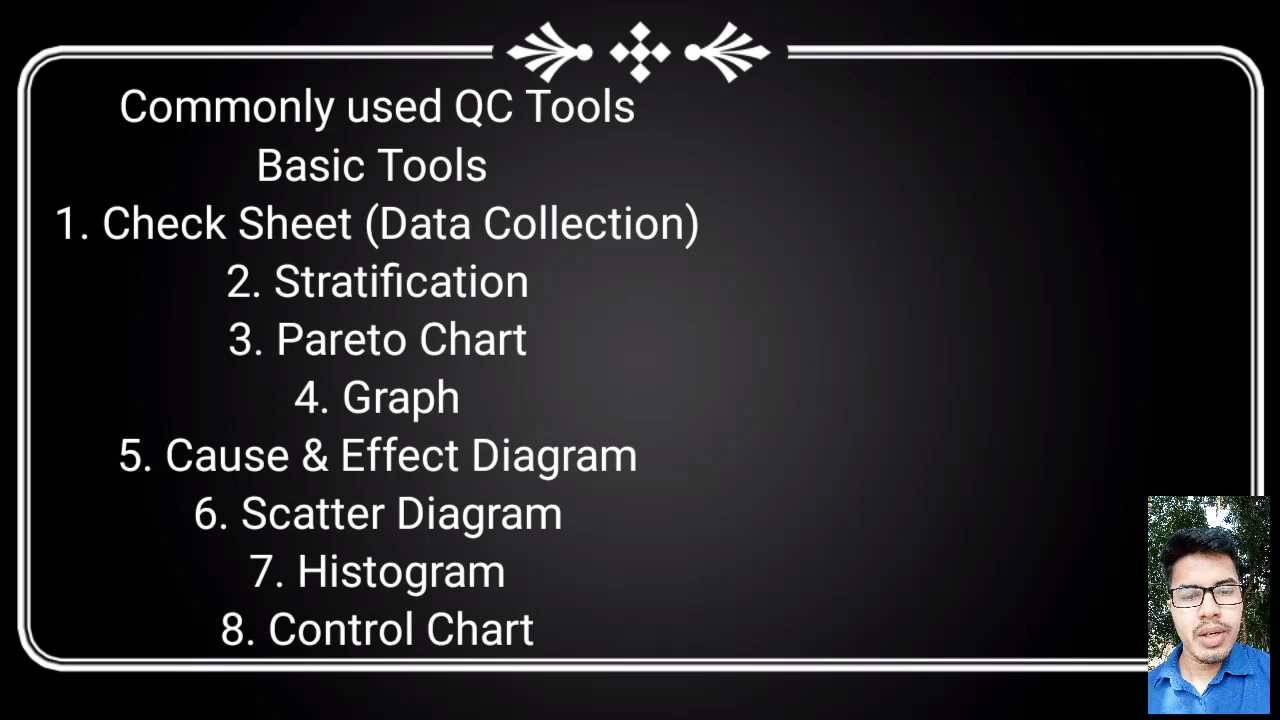 Commonly used QC Tools
Basic Tools
1. Check Sheet (Data Collection)
2. Stratification
3. Pareto Chart
4. Graph
5. Cause & Effect Diagram
6. Scatter Diagram
7. Histogram
8. Control Chart